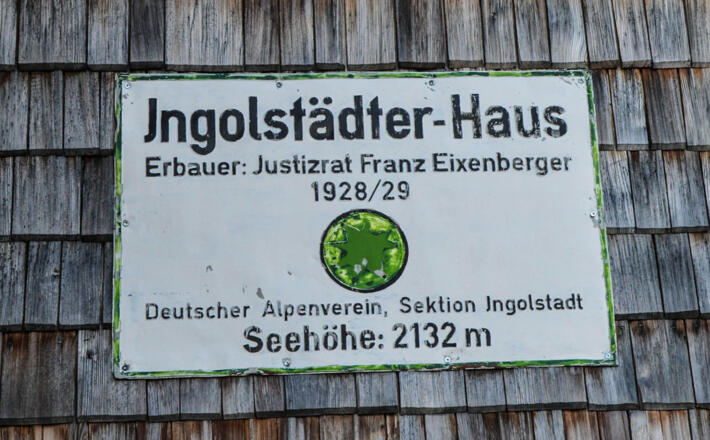 Jngolstädter-Haus
Erbauer: Justizrat Franz Eixenberger
1928/29
Deutscher Alpenverein, Sektion Jngolstadt
Seehöhe: 2132 m